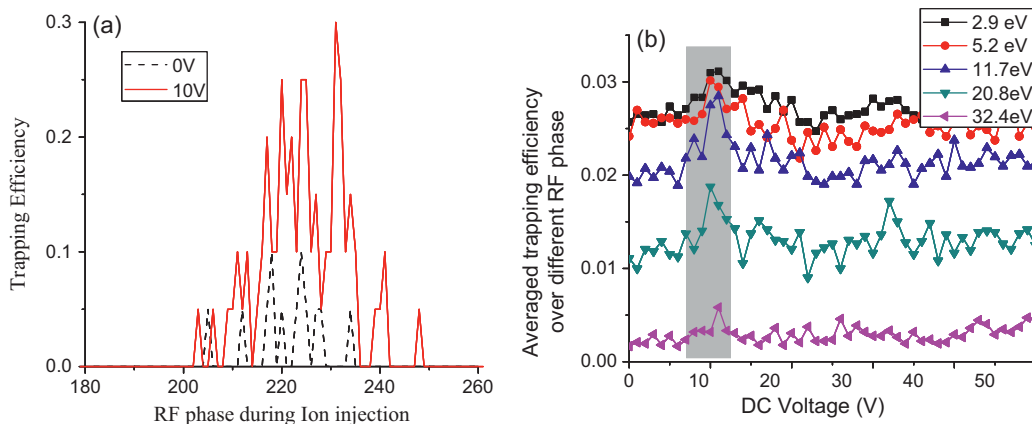 (a)
0V
10V
0.3
0.2
0.1
0.0
Trapping Efficiency
180
200
220
240
260
RF phase during Ion injection
(b)
2.9 eV
5.2 eV
11.7eV
20.8eV
32.4eV
0.03
0.02
0.01
0.00
Averaged trapping efficiency
over different RF phase
0
10
20
30
40
50
DC Voltage (V)